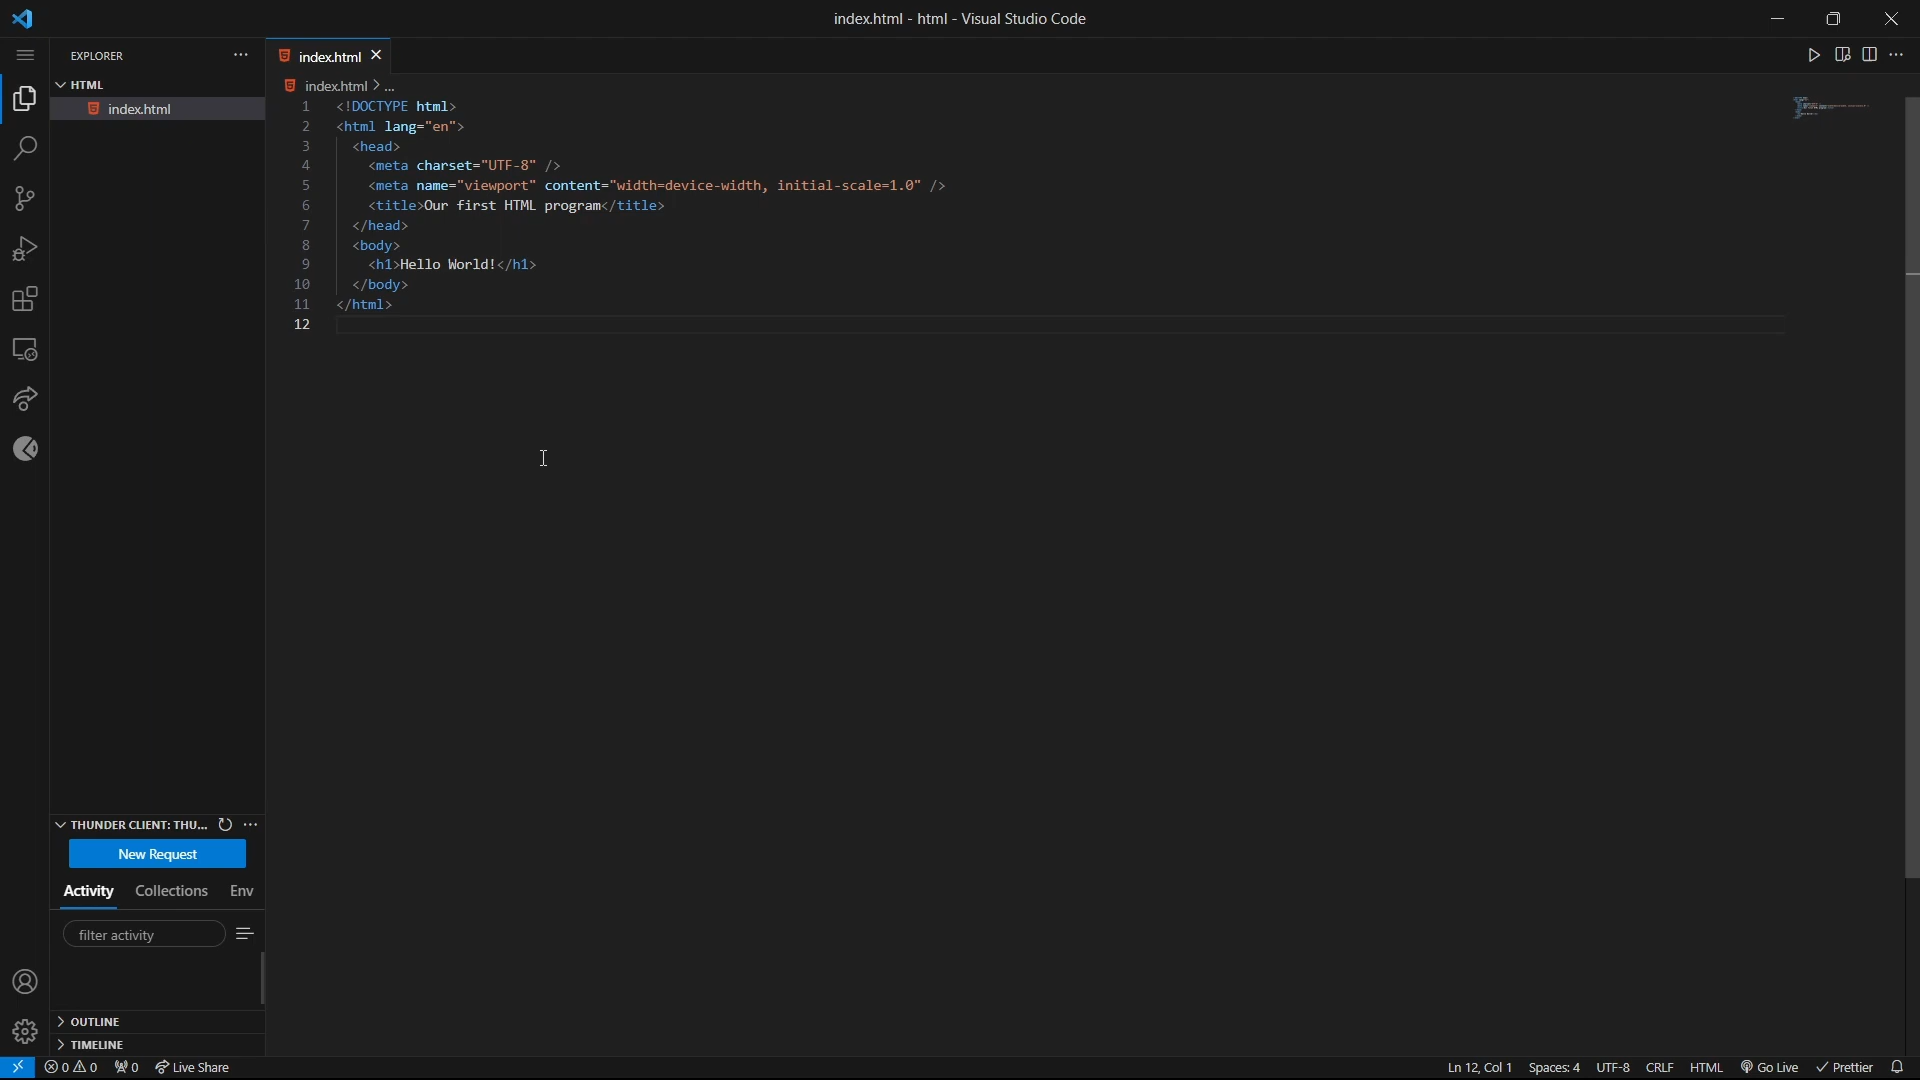 index.html - html - Visual Studio Code
EXPLORER
HTML
index.html
THUNDER CLIENT: THU...
New Request
Activity Collections Env
filter activity
OUTLINE
TIMELINE
index.html
index.html > ...
1 <!DOCTYPE html>
2 <html lang="en">
3 <head>
4 <meta charset="UTF-8" />
5 <meta name="viewport" content="width=device-width, initial-scale=1.0" />
6 <title>Our first HTML program</title>
7 </head>
8 <body>
9 <h1>Hello World!</h1>
10 </body>
11 </html>
12
0 0 0 Live Share Ln 12, Col 1 Spaces: 4 UTF-8 CRLF HTML Go Live Prettier